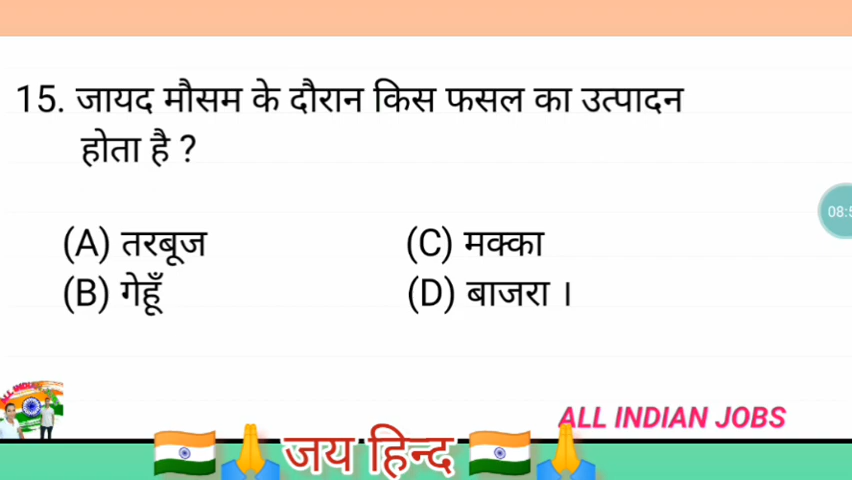 15. जायद मौसम के दौरान किस फसल का उत्पादन
होता है ?
(A) तरबूज
(C) मक्का
(B) गेहूँ
(D) बाजरा ।
ALL INDIAN JOBS
जय हिन्द